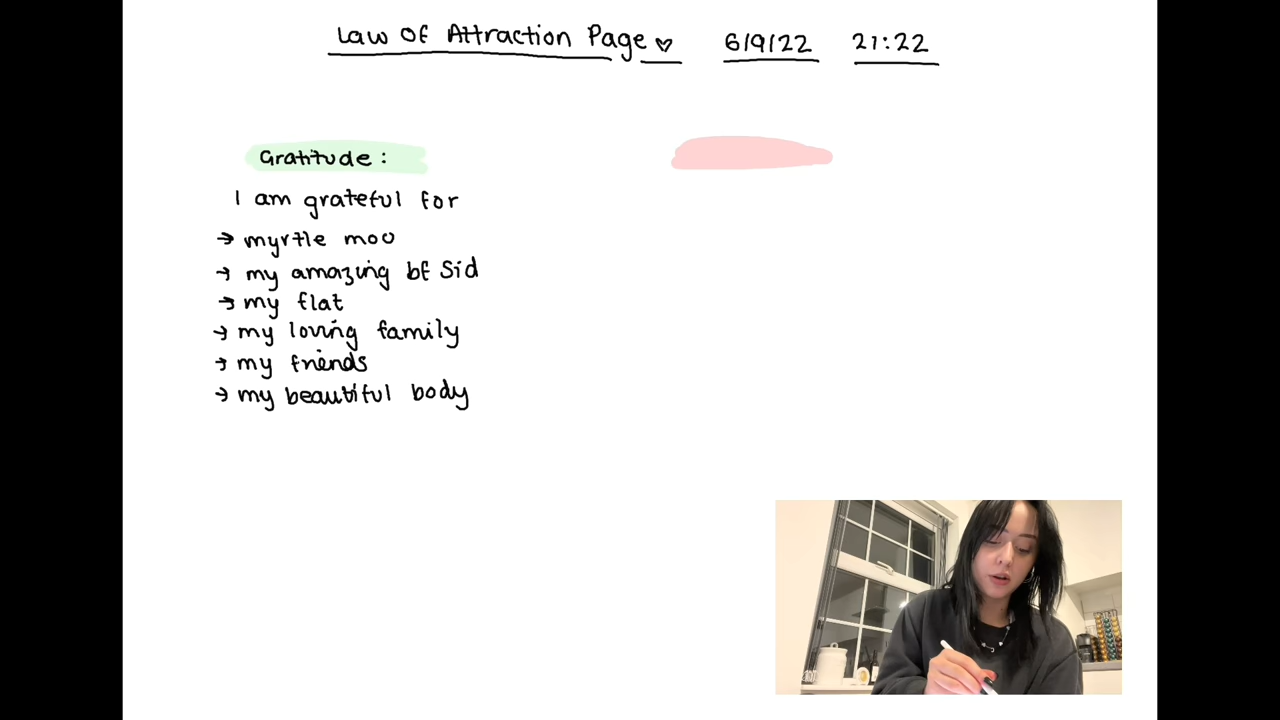 Law Of Attraction Page ♡ 6/9/22 21:22
Gratitude:
I am grateful for
→ myrtle moo
→ my amazing bf Sid
→ my flat
→ my loving family
→ my friends
→ my beautiful body